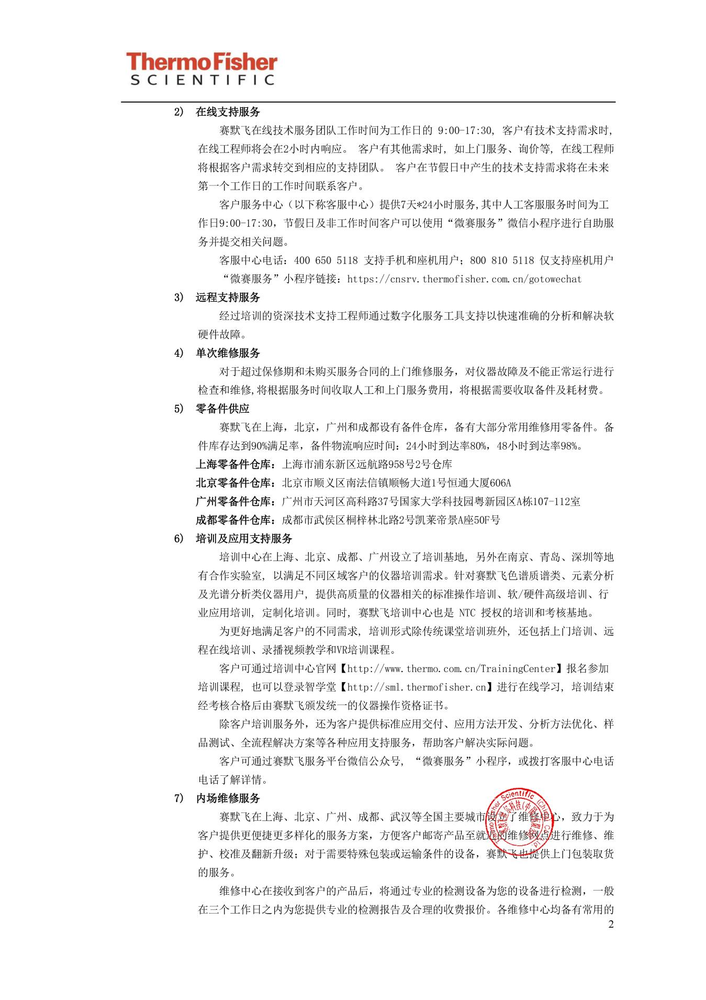 ThermoFisher
SCIENTIFIC
2) 在线支持服务
赛默飞在线技术服务团队工作时间为工作日的 9:00-17:30, 客户有技术支持需求时,
在线工程师将会在2小时内响应。 客户有其他需求时, 如上门服务、询价等, 在线工程师
将根据客户需求转交到相应的支持团队。 客户在节假日中产生的技术支持需求将在未来
第一个工作日的工作时间联系客户。
客户服务中心（以下称客服中心）提供7天*24小时服务,其中人工客服服务时间为工
作日9:00-17:30，节假日及非工作时间客户可以使用“微赛服务”微信小程序进行自助服
务并提交相关问题。
客服中心电话：400 650 5118 支持手机和座机用户；800 810 5118 仅支持座机用户
“微赛服务”小程序链接：https://cnsrv.thermofisher.com.cn/gotowechat
3) 远程支持服务
经过培训的资深技术支持工程师通过数字化服务工具支持以快速准确的分析和解决软
硬件故障。
4) 单次维修服务
对于超过保修期和未购买服务合同的上门维修服务，对仪器故障及不能正常运行进行
检查和维修,将根据服务时间收取人工和上门服务费用，将根据需要收取备件及耗材费。
5) 零备件供应
赛默飞在上海，北京，广州和成都设有备件仓库，备有大部分常用维修用零备件。备
件库存达到90%满足率，备件物流响应时间：24小时到达率80%，48小时到达率98%。
上海零备件仓库：上海市浦东新区远航路958号2号仓库
北京零备件仓库：北京市顺义区南法信镇顺畅大道1号恒通大厦606A
广州零备件仓库：广州市天河区高科路37号国家大学科技园粤新园区A栋107-112室
成都零备件仓库：成都市武侯区桐梓林北路2号凯莱帝景A座50F号
6) 培训及应用支持服务
培训中心在上海、北京、成都、广州设立了培训基地, 另外在南京、青岛、深圳等地
有合作实验室, 以满足不同区域客户的仪器培训需求。针对赛默飞色谱质谱类、元素分析
及光谱分析类仪器用户, 提供高质量的仪器相关的标准操作培训、软/硬件高级培训、行
业应用培训, 定制化培训。同时, 赛默飞培训中心也是 NTC 授权的培训和考核基地。
为更好地满足客户的不同需求, 培训形式除传统课堂培训班外, 还包括上门培训、远
程在线培训、录播视频教学和VR培训课程。
客户可通过培训中心官网【http://www.thermo.com.cn/TrainingCenter】报名参加
培训课程, 也可以登录智学堂【http://sml.thermofisher.cn】进行在线学习, 培训结束
经考核合格后由赛默飞颁发统一的仪器操作资格证书。
除客户培训服务外，还为客户提供标准应用交付、应用方法开发、分析方法优化、样
品测试、全流程解决方案等各种应用支持服务，帮助客户解决实际问题。
客户可通过赛默飞服务平台微信公众号, “微赛服务”小程序，或拨打客服中心电话
电话了解详情。
7) 内场维修服务
赛默飞在上海、北京、广州、成都、武汉等全国主要城市设立了维修中心，致力于为
客户提供更便捷更多样化的服务方案，方便客户邮寄产品至就近的维修网点进行维修、维
护、校准及翻新升级；对于需要特殊包装或运输条件的设备，赛默飞也提供上门包装取货
的服务。
Thermo Fisher Scientific (China) Co., Ltd.
维修中心在接收到客户的产品后，将通过专业的检测设备为您的设备进行检测，一般
在三个工作日之内为您提供专业的检测报告及合理的收费报价。各维修中心均备有常用的
2